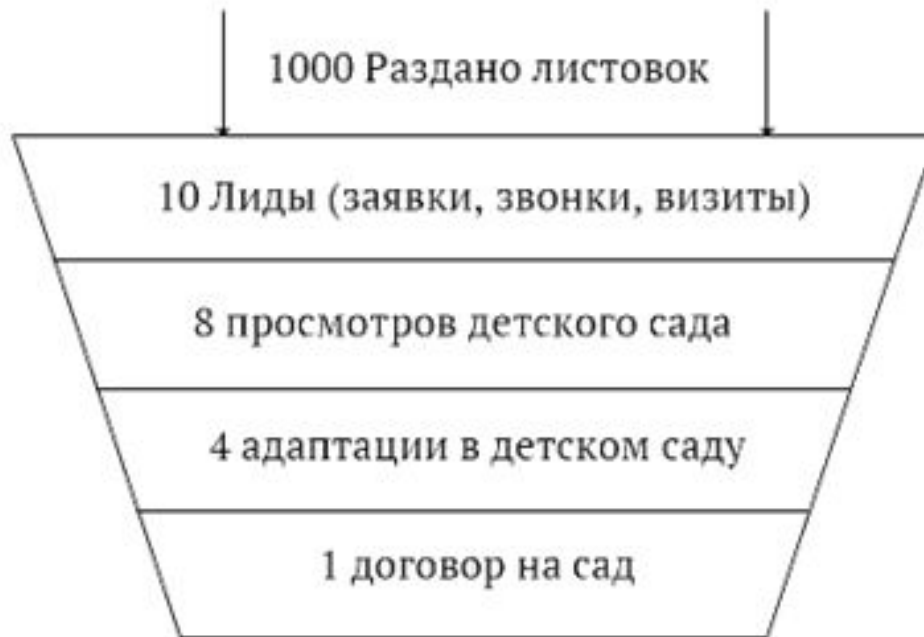 1000 Раздано листовок
10 Лиды (заявки, звонки, визиты)
8 просмотров детского сада
4 адаптации в детском саду
1 договор на сад